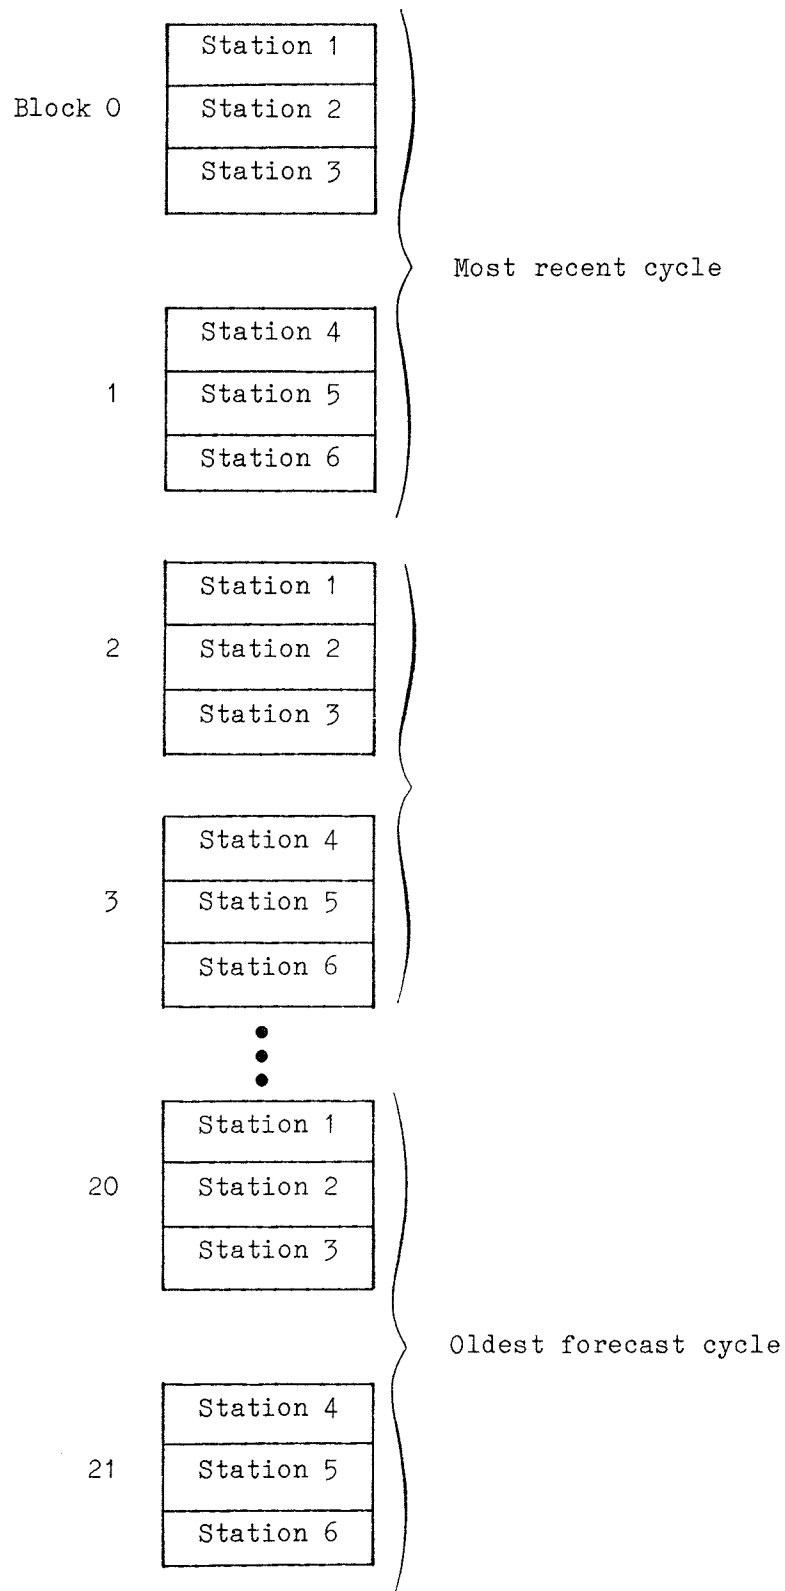 Station 1
Block 0 Station 2
Station 3
Most recent cycle
Station 4
1 Station 5
Station 6
Station 1
2 Station 2
Station 3
Station 4
3 Station 5
Station 6
Station 1
20 Station 2
Station 3
Oldest forecast cycle
Station 4
21 Station 5
Station 6